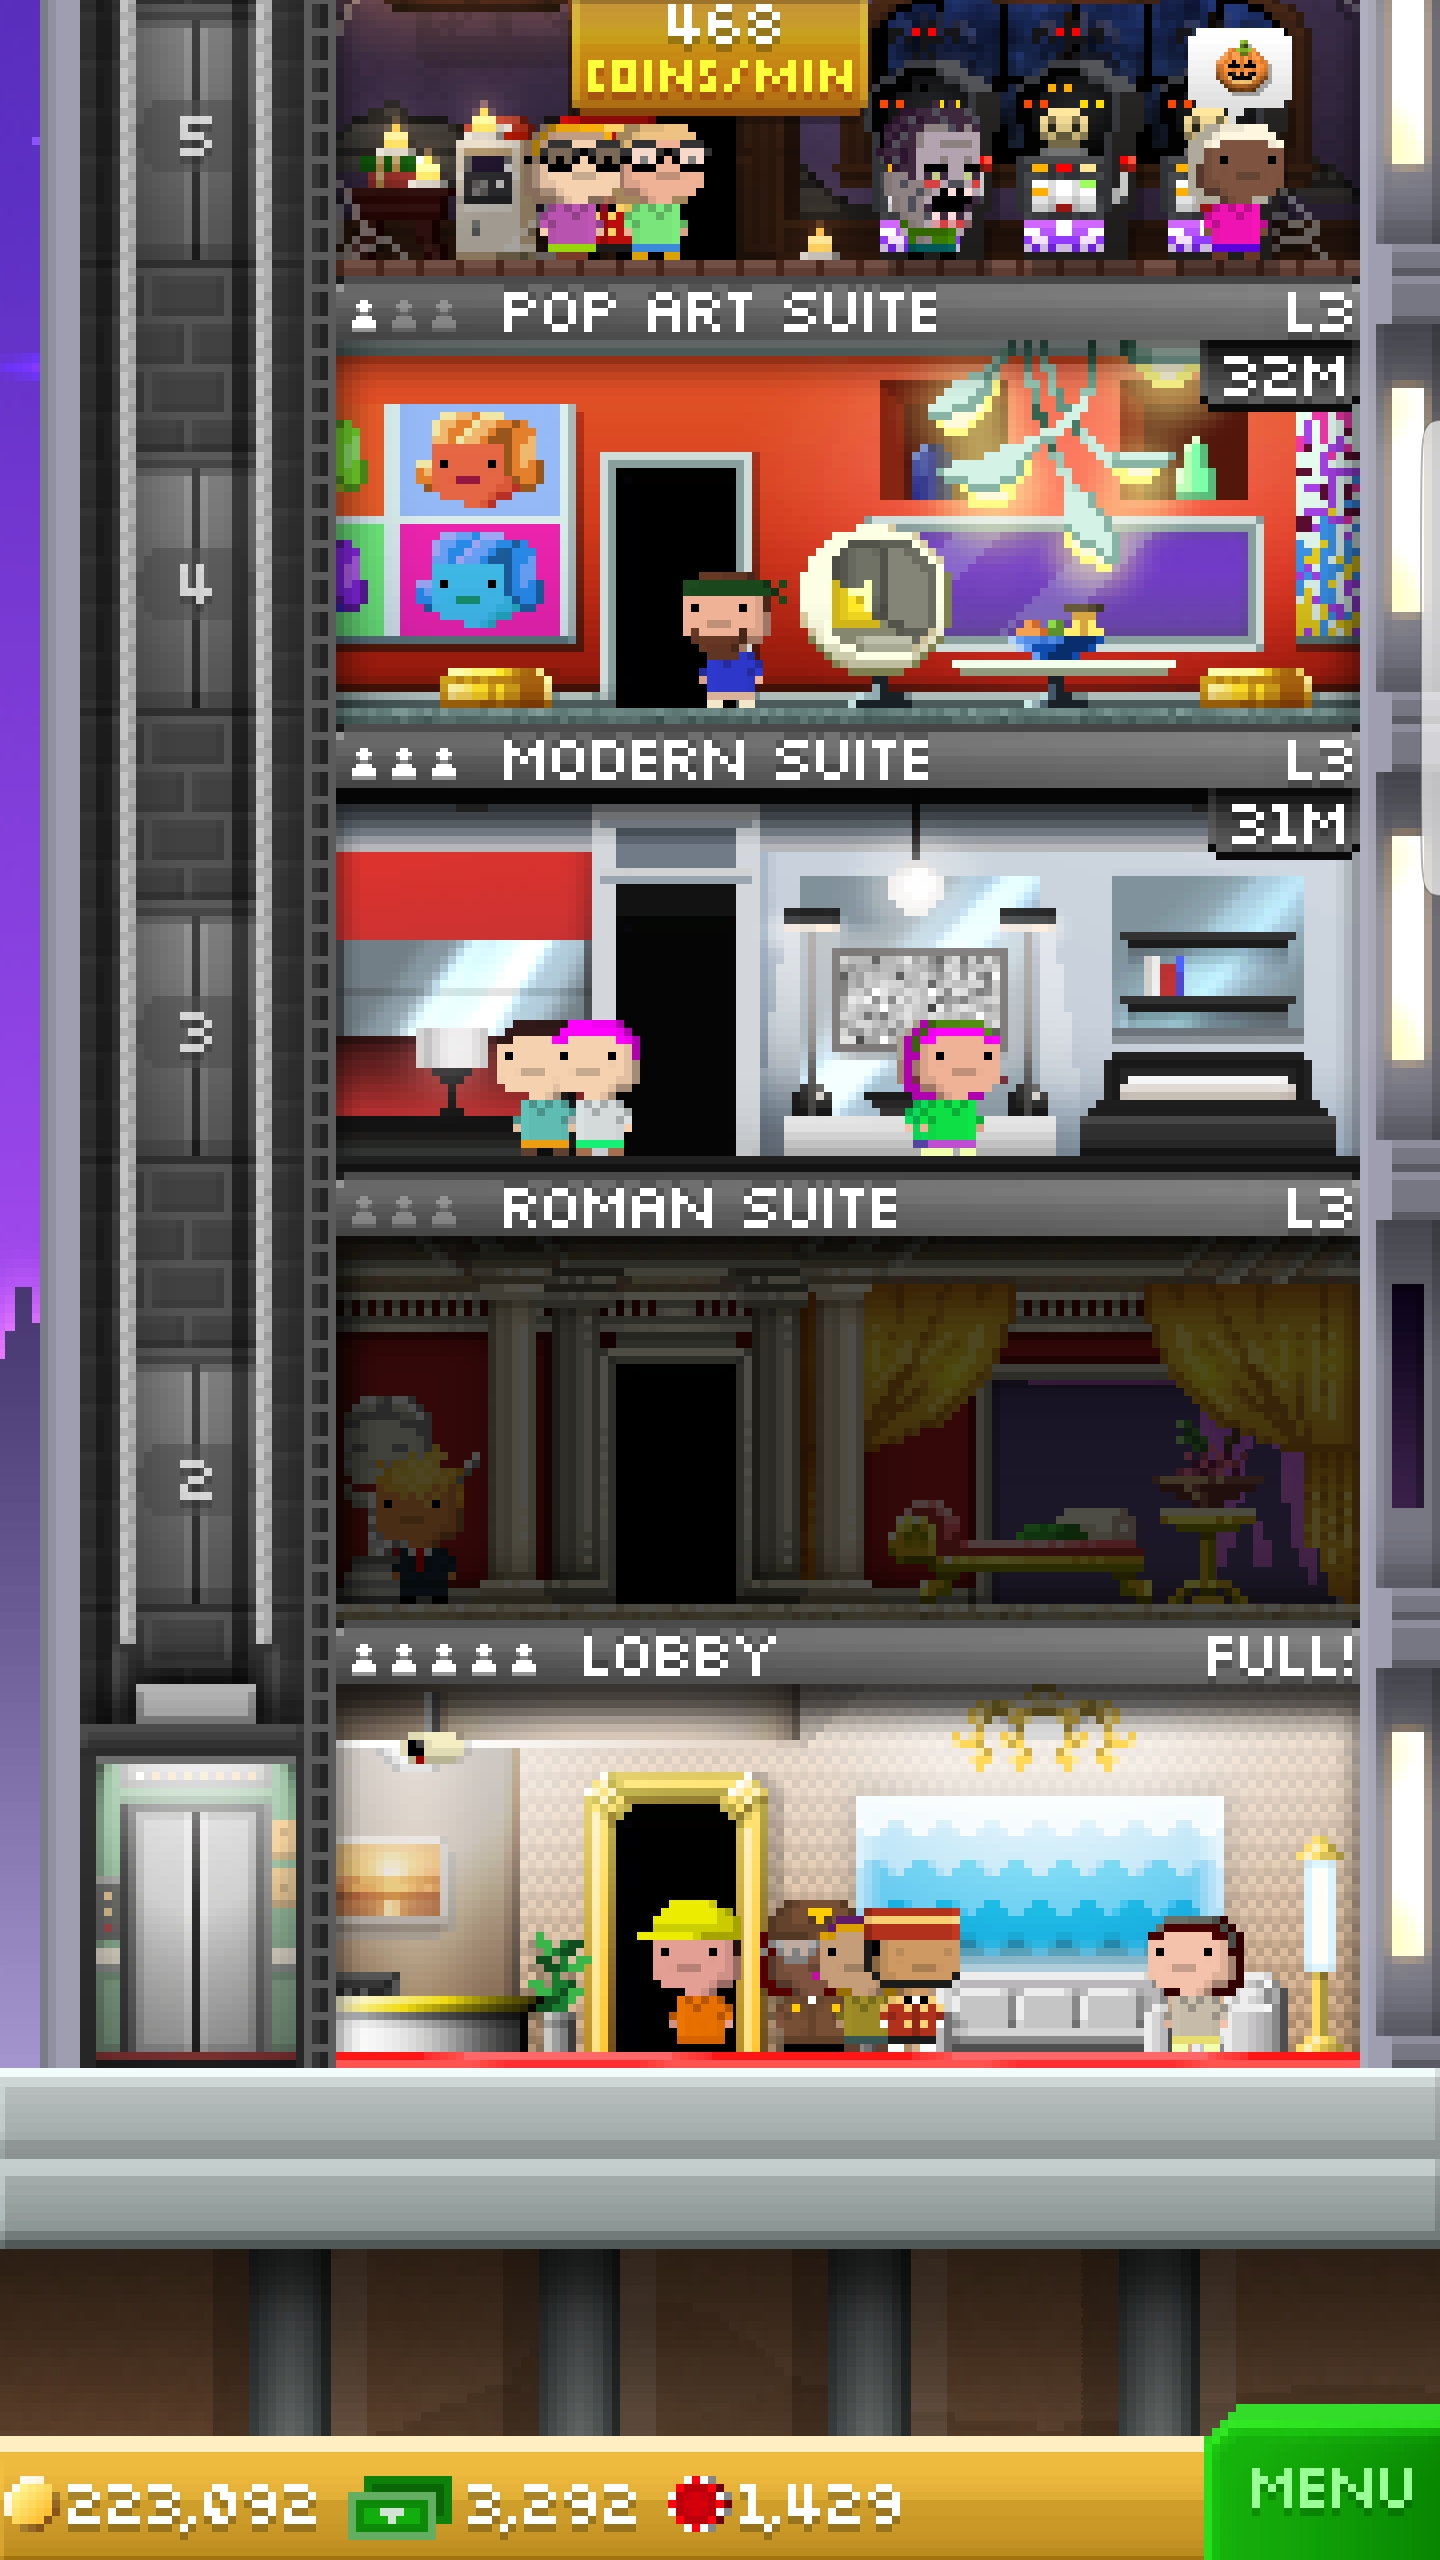 468
COINS/MIN
5
POP ART SUITE L3
32M
4
MODERN SUITE L3
31M
3
ROMAN SUITE L3
2
LOBBY FULL!
223,092 3,292 1,429 MENU